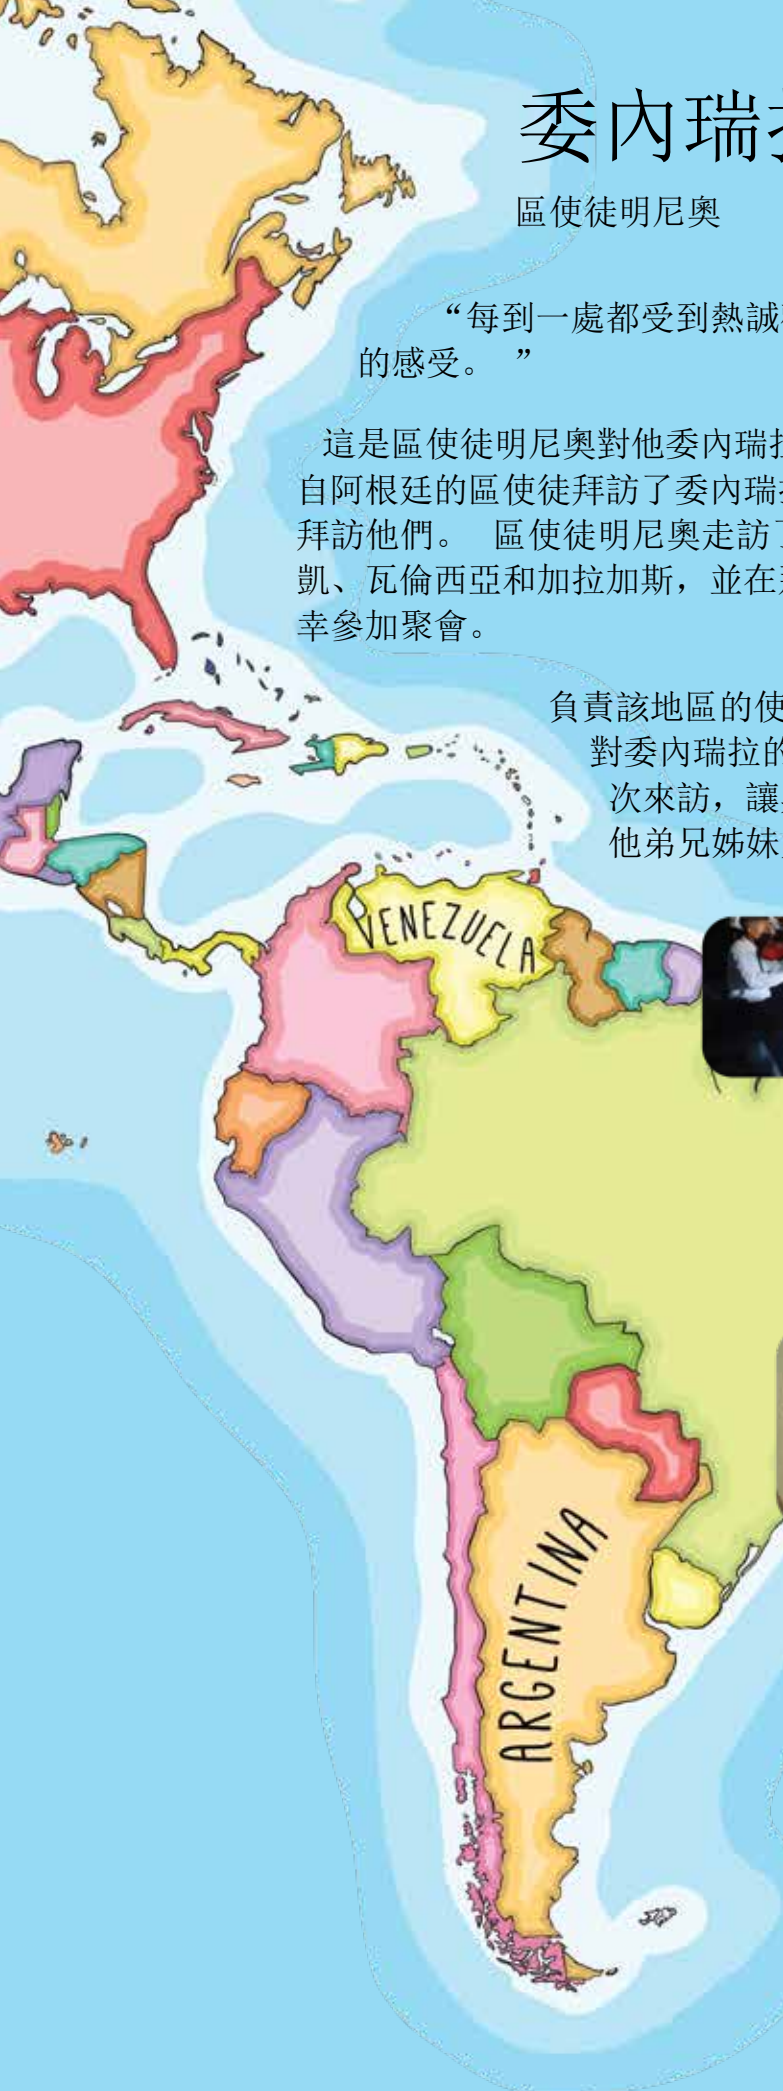 委內瑞
區使徒明尼奧
“每到一處都受到熱誠
的感受。 ”
這是區使徒明尼奧對他委內瑞
自阿根廷的區使徒拜訪了委內瑞
拜訪他們。 區使徒明尼奧走訪
凱、瓦倫西亞和加拉加斯，並在
幸參加聚會。
負責該地區的使
對委內瑞拉的
次來訪，讓
他弟兄姊妹
VENEZUELA
ARGENTINA